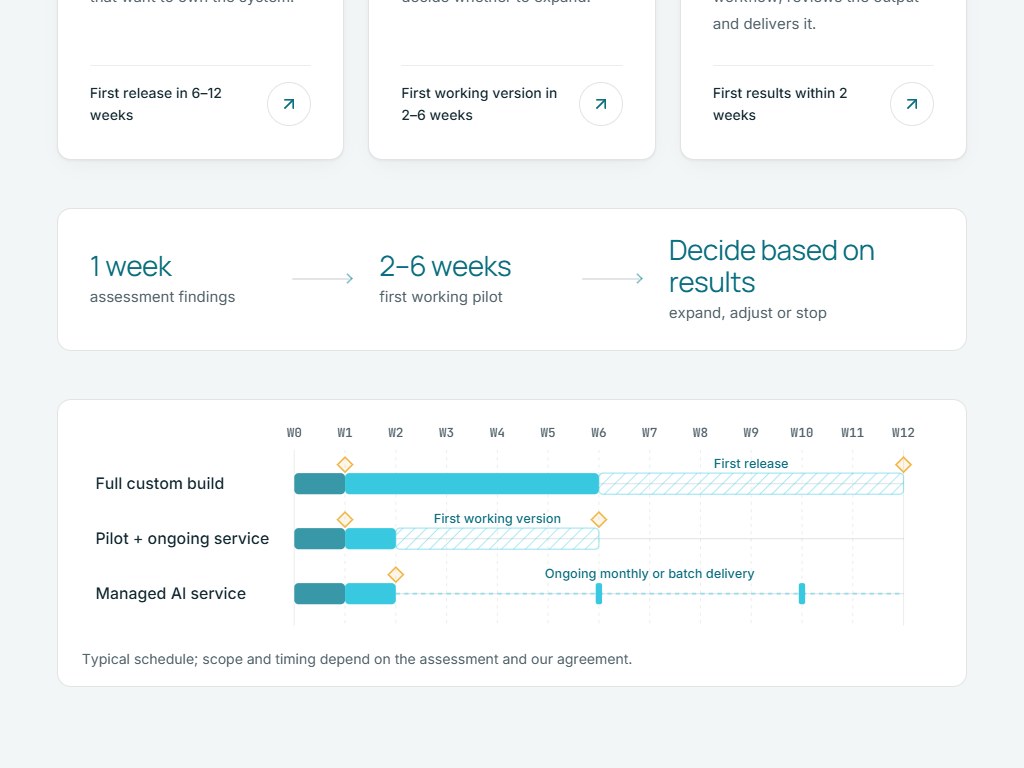 and delivers it.
First release in 6–12
weeks
First working version in
2–6 weeks
First results within 2
weeks
1 week
assessment findings
2–6 weeks
first working pilot
Decide based on
results
expand, adjust or stop
W0 W1 W2 W3 W4 W5 W6 W7 W8 W9 W10 W11 W12
First release
Full custom build
First working version
Pilot + ongoing service
Ongoing monthly or batch delivery
Managed AI service
Typical schedule; scope and timing depend on the assessment and our agreement.